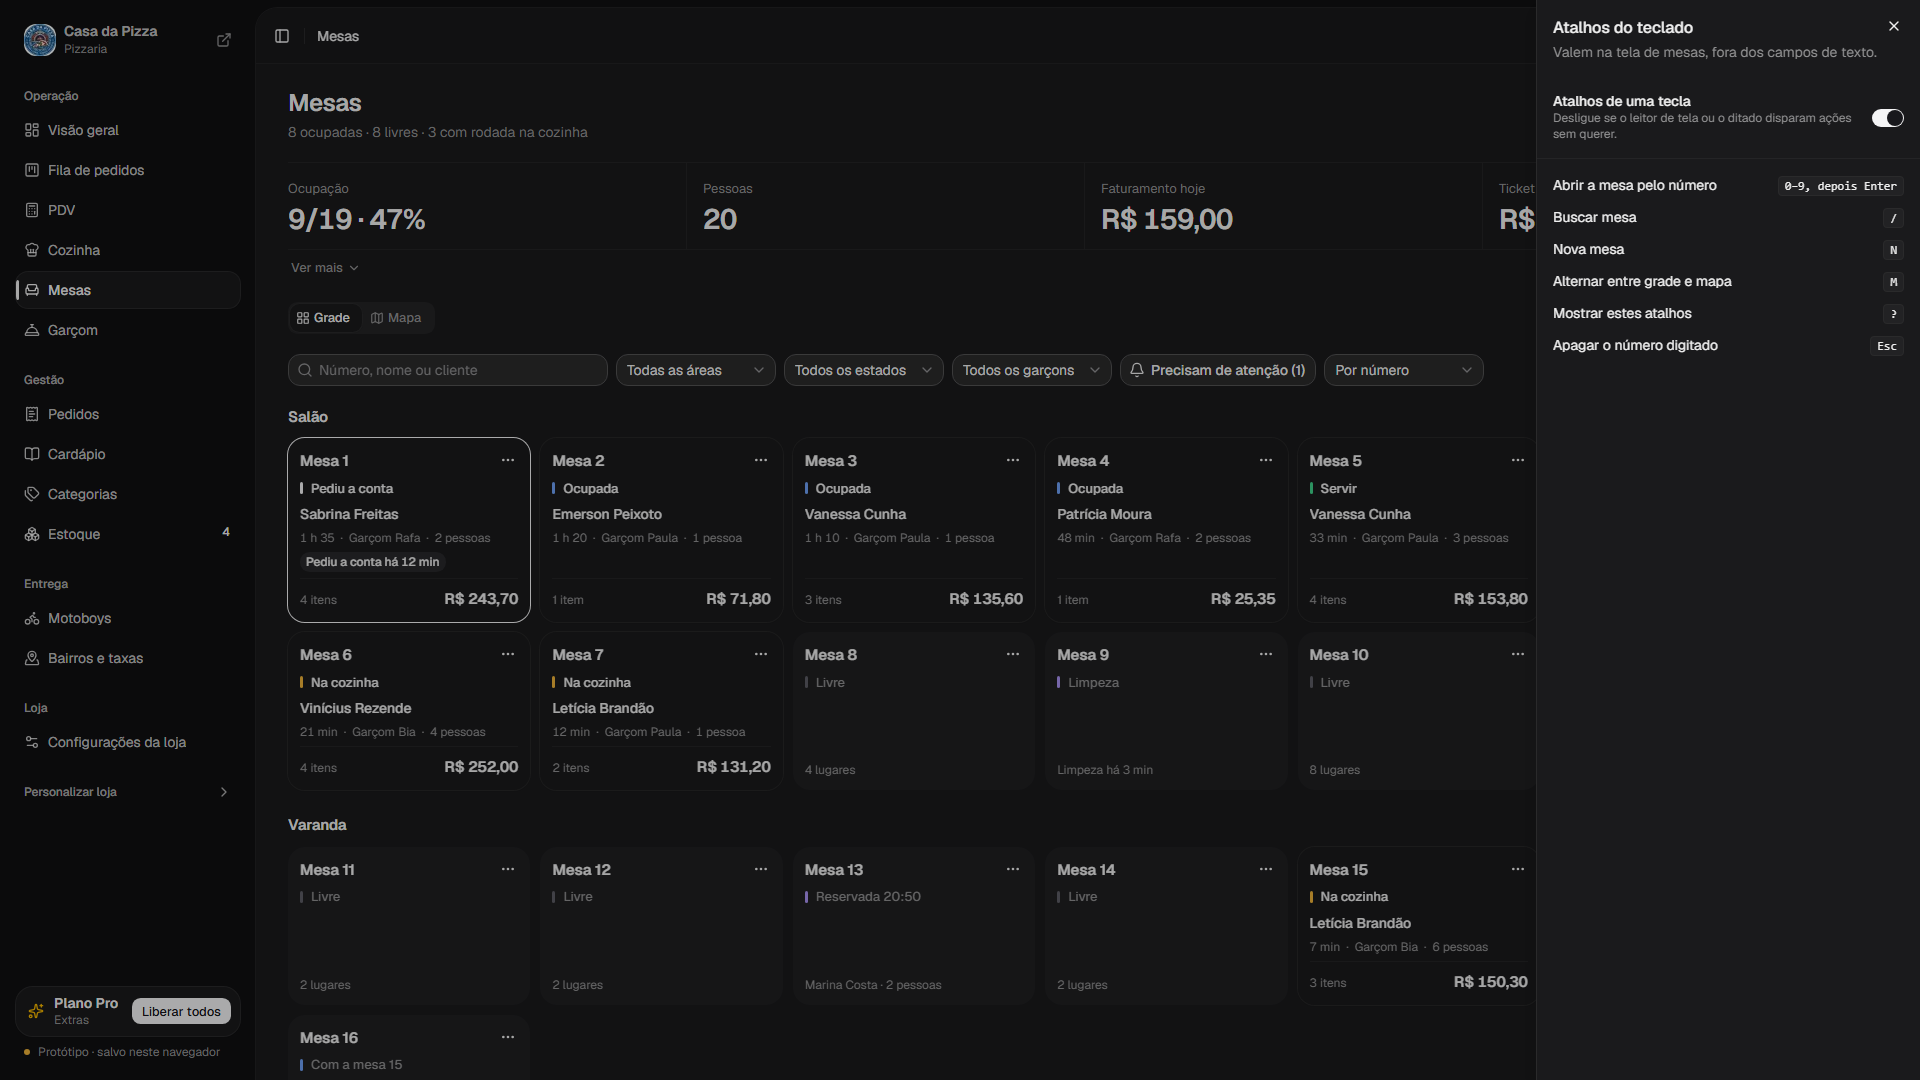 Casa da Pizza
Pizzaria
Operação
Visão geral
Fila de pedidos
PDV
Cozinha
Mesas
Garçom
Gestão
Pedidos
Cardápio
Categorias
Estoque 4
Entrega
Motoboys
Bairros e taxas
Loja
Configurações da loja
Personalizar loja
Plano Pro
Extras
Liberar todos
Protótipo · salvo neste navegador
Mesas
Mesas
8 ocupadas · 8 livres · 3 com rodada na cozinha
Ocupação
9/19 · 47%
Pessoas
20
Faturamento hoje
R$ 159,00
Ticket
R$
Ver mais
Grade Mapa
Número, nome ou cliente
Todas as áreas
Todos os estados
Todos os garçons
Precisam de atenção (1)
Por número
Salão
Mesa 1
Pediu a conta
Sabrina Freitas
1 h 35 · Garçom Rafa · 2 pessoas
Pediu a conta há 12 min
4 itens R$ 243,70
Mesa 2
Ocupada
Emerson Peixoto
1 h 20 · Garçom Paula · 1 pessoa
1 item R$ 71,80
Mesa 3
Ocupada
Vanessa Cunha
1 h 10 · Garçom Paula · 1 pessoa
3 itens R$ 135,60
Mesa 4
Ocupada
Patrícia Moura
48 min · Garçom Rafa · 2 pessoas
1 item R$ 25,35
Mesa 5
Servir
Vanessa Cunha
33 min · Garçom Paula · 3 pessoas
4 itens R$ 153,80
Mesa 6
Na cozinha
Vinícius Rezende
21 min · Garçom Bia · 4 pessoas
4 itens R$ 252,00
Mesa 7
Na cozinha
Letícia Brandão
12 min · Garçom Paula · 1 pessoa
2 itens R$ 131,20
Mesa 8
Livre
4 lugares
Mesa 9
Limpeza
Limpeza há 3 min
Mesa 10
Livre
8 lugares
Varanda
Mesa 11
Livre
2 lugares
Mesa 12
Livre
2 lugares
Mesa 13
Reservada 20:50
Marina Costa · 2 pessoas
Mesa 14
Livre
2 lugares
Mesa 15
Na cozinha
Letícia Brandão
7 min · Garçom Bia · 6 pessoas
3 itens R$ 150,30
Mesa 16
Com a mesa 15
Atalhos do teclado
Valem na tela de mesas, fora dos campos de texto.
Atalhos de uma tecla
Desligue se o leitor de tela ou o ditado disparam ações
sem querer.
Abrir a mesa pelo número 0–9, depois Enter
Buscar mesa /
Nova mesa N
Alternar entre grade e mapa M
Mostrar estes atalhos ?
Apagar o número digitado Esc